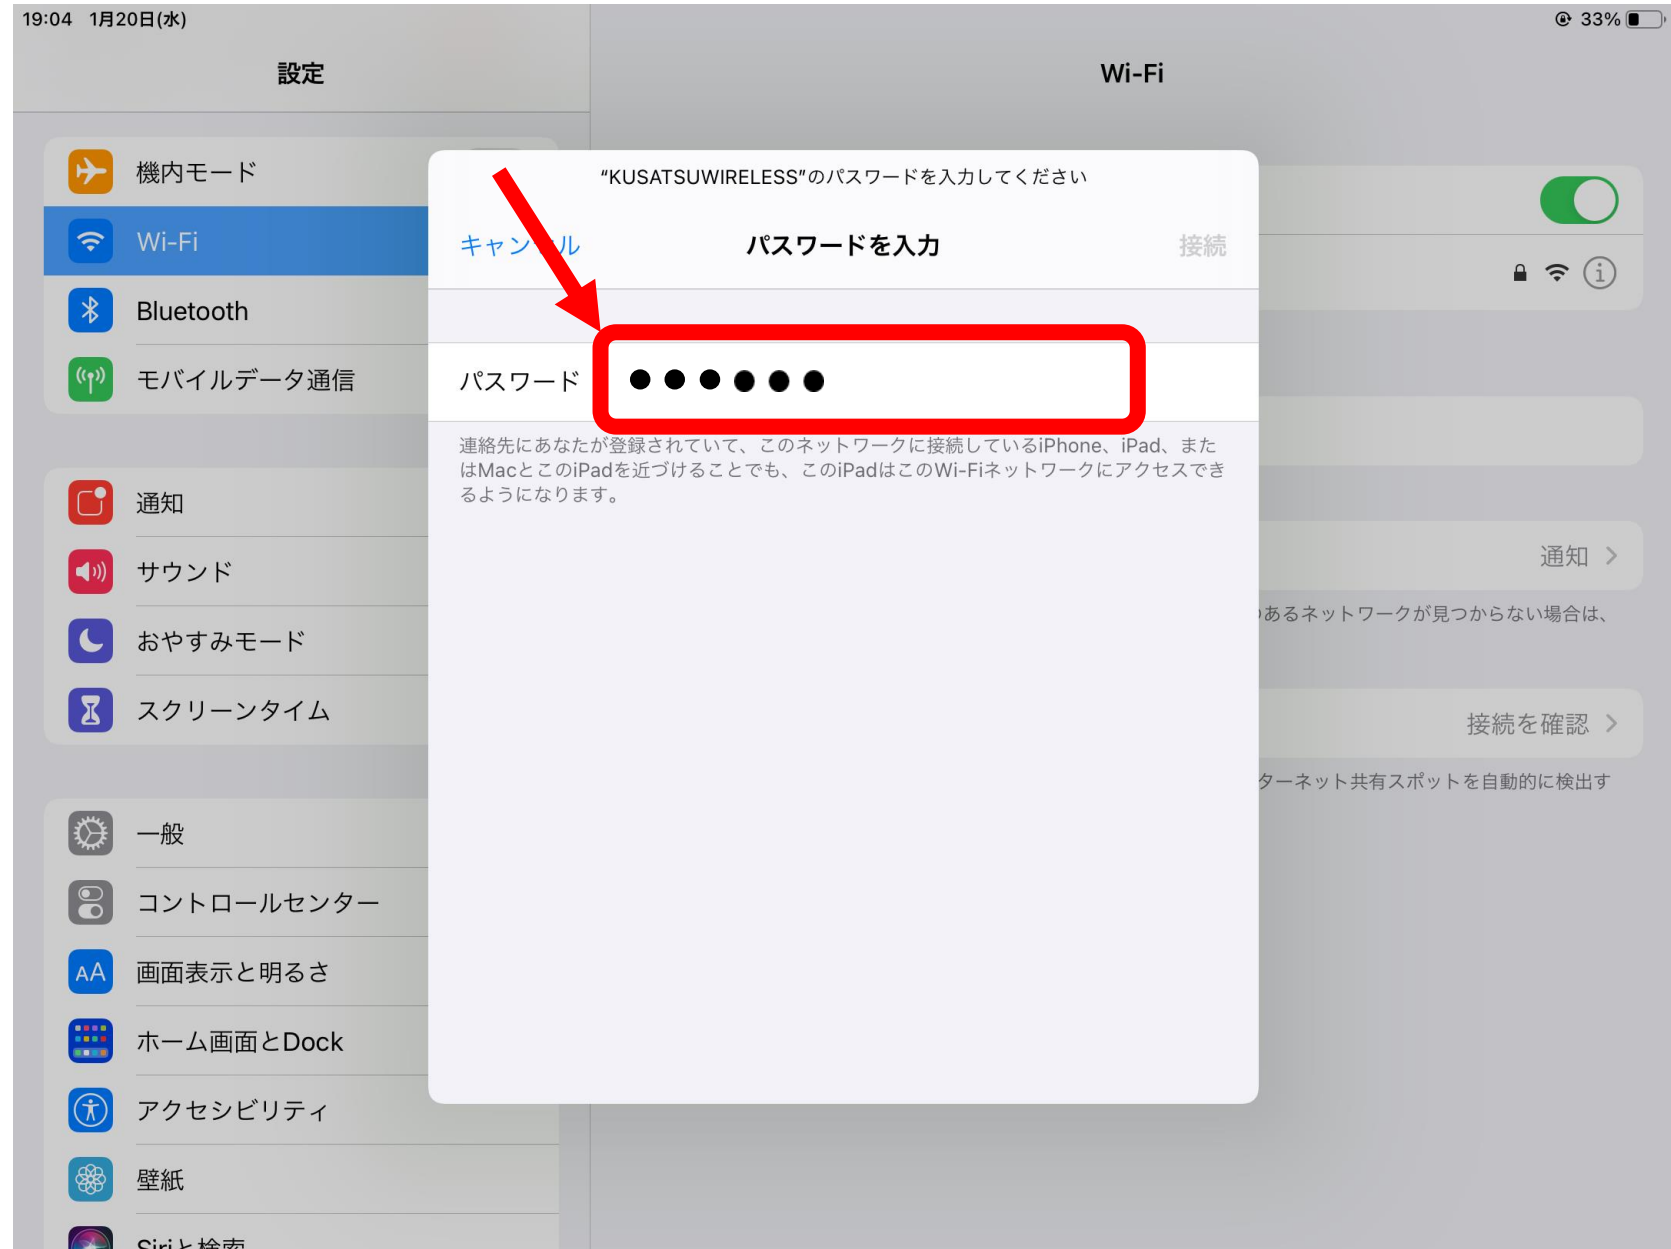 19:04 1月20日(水)
33%
設定
Wi-Fi
機内モード
Wi-Fi
Bluetooth
モバイルデータ通信
通知
サウンド
おやすみモード
スクリーンタイム
一般
コントロールセンター
AA 画面表示と明るさ
ホーム画面とDock
アクセシビリティ
壁紙
Siriと検索
“KUSATSUWIRELESS”のパスワードを入力してください
キャンセル
パスワードを入力
接続
パスワード ●●●●●●
連絡先にあなたが登録されていて、このネットワークに接続しているiPhone、iPad、また
はMacとこのiPadを近づけることでも、このiPadはこのWi-Fiネットワークにアクセスでき
るようになります。
通知
あるネットワークが見つからない場合は、
接続を確認
ターネット共有スポットを自動的に検出す